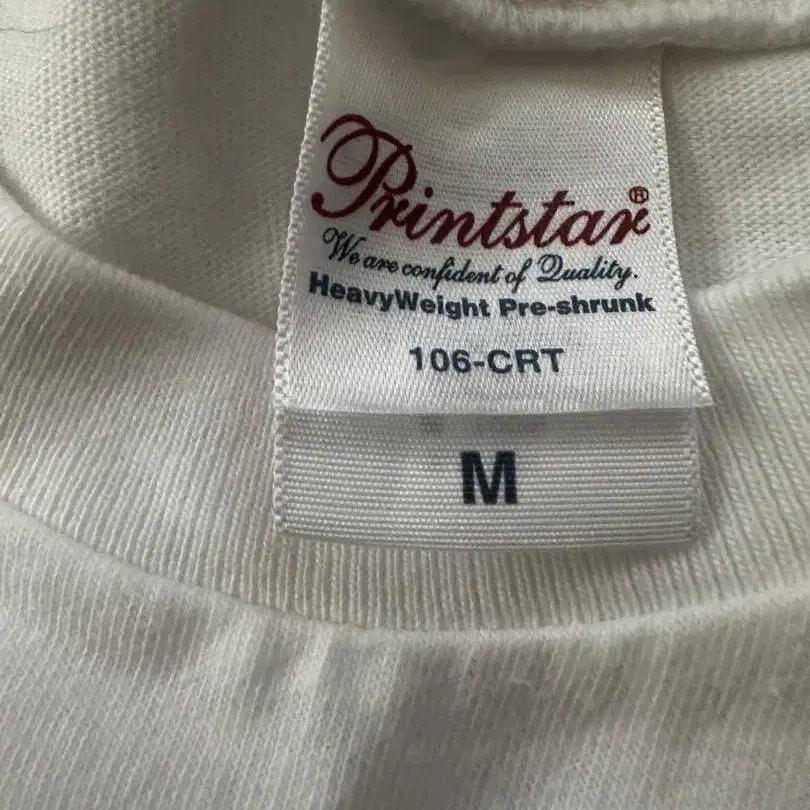 Printstar®
We are confident of Quality.
HeavyWeight Pre-shrunk
106-CRT
M